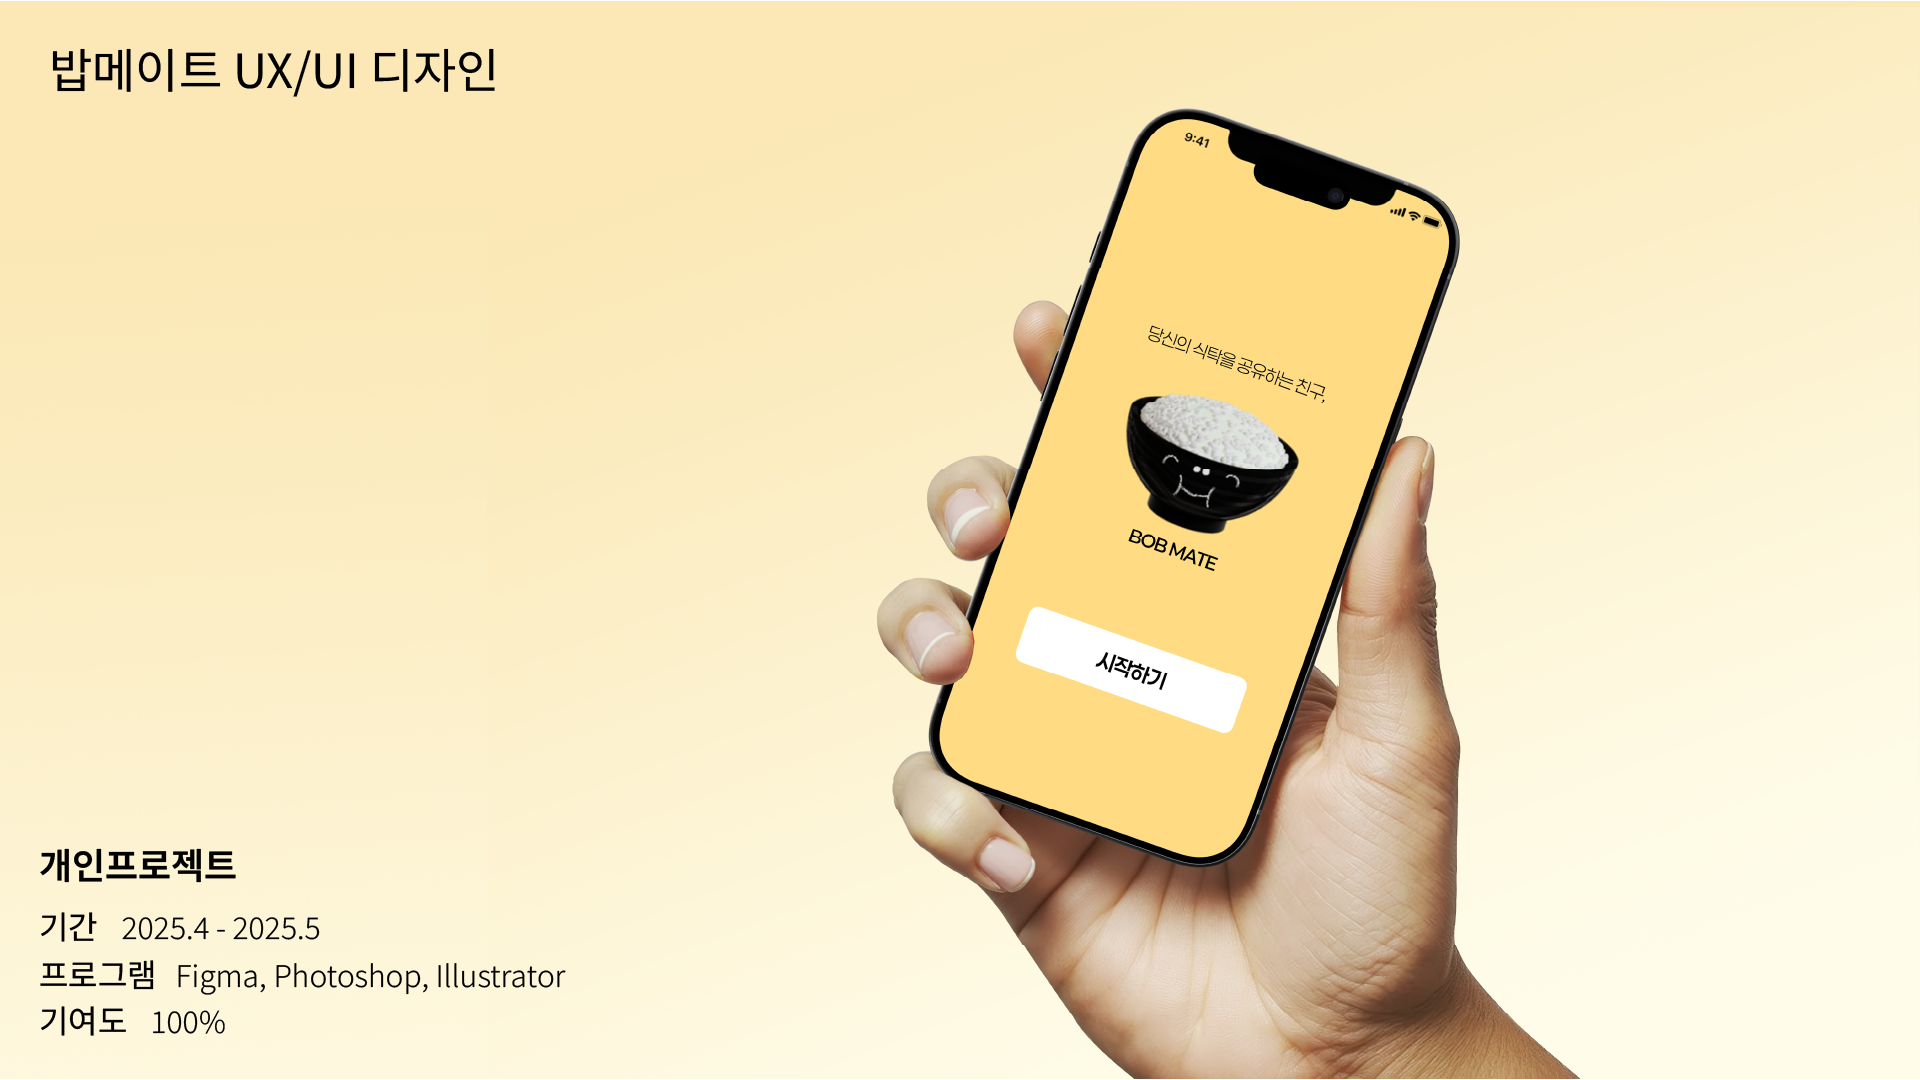 밥메이트 UX/UI 디자인
9:41
당신의 식탁을 공유하는 친구,
BOB MATE
시작하기
개인프로젝트
기간 2025.4 - 2025.5
프로그램 Figma, Photoshop, Illustrator
기여도 100%